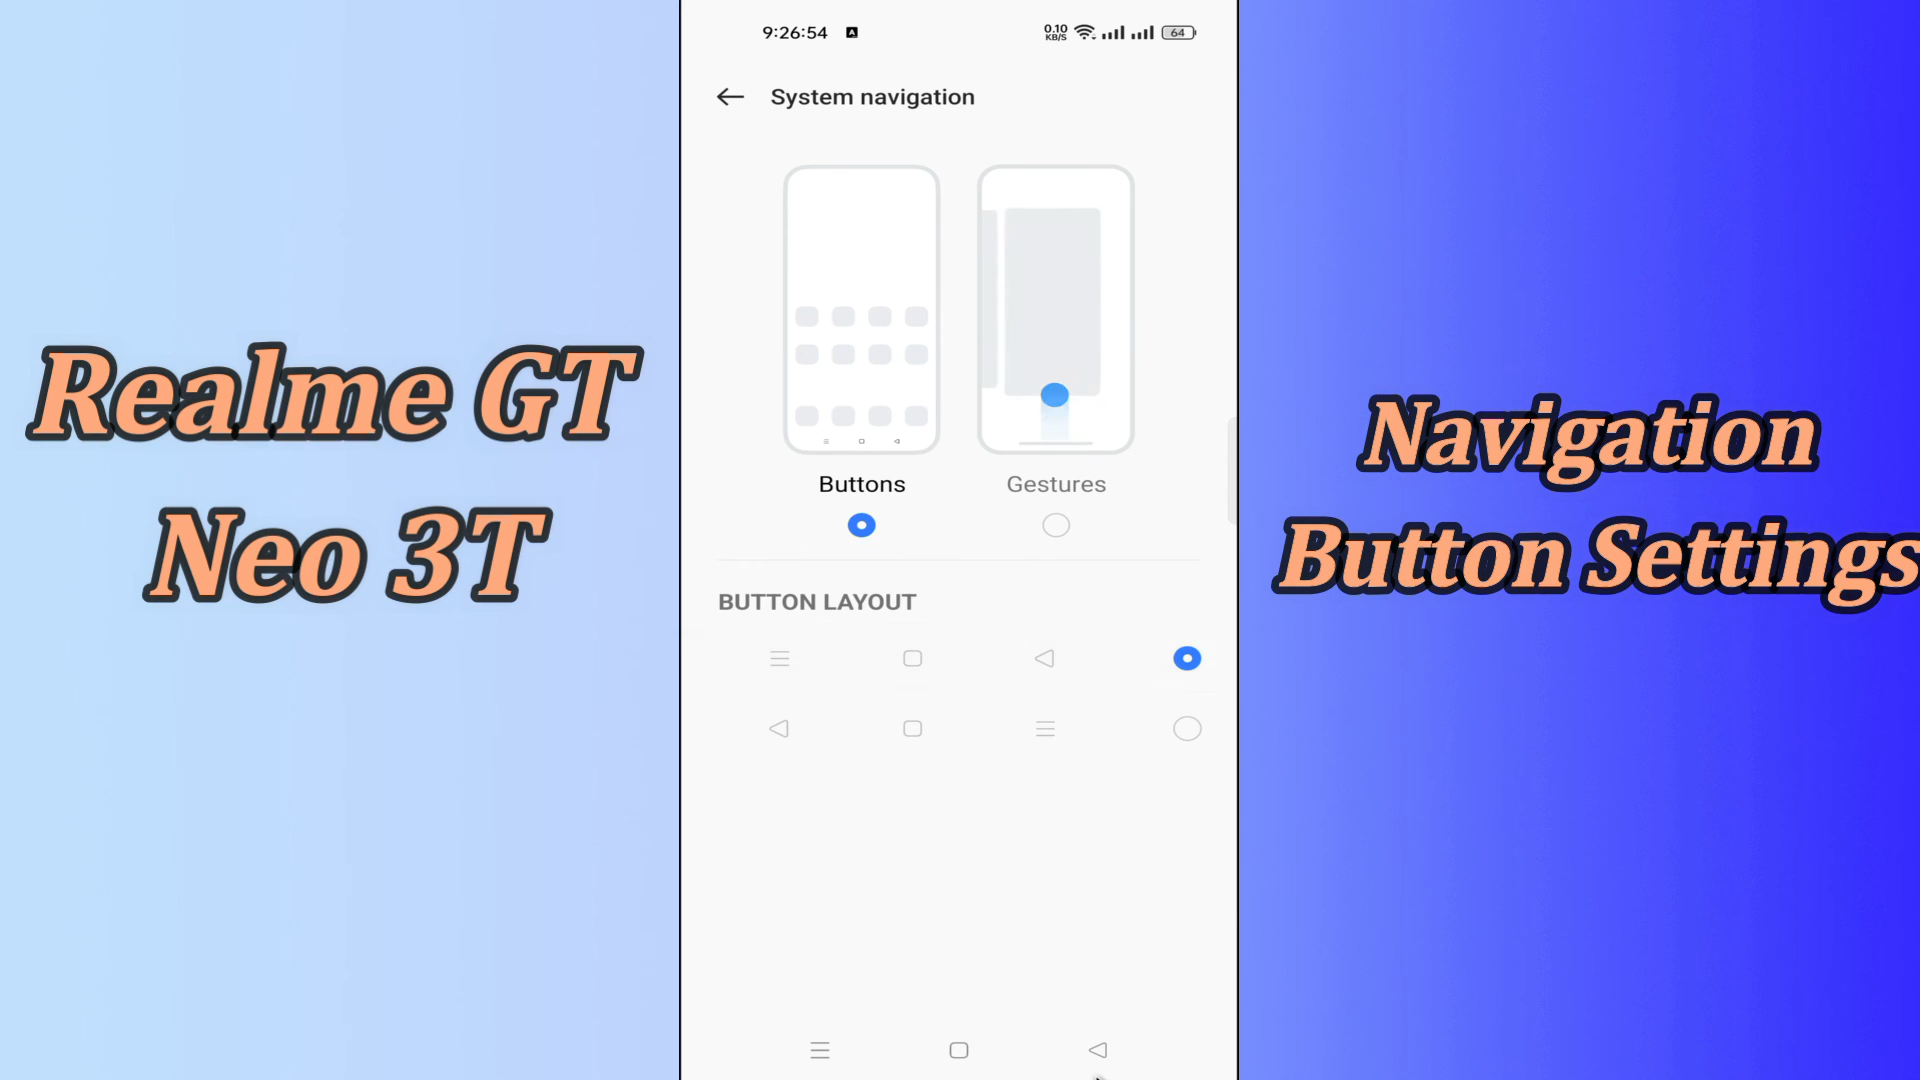 9:26:54 A 0.10 KB/S 64
System navigation
Realme GT
Neo 3T
Navigation
Button Settings
Buttons
Gestures
BUTTON LAYOUT